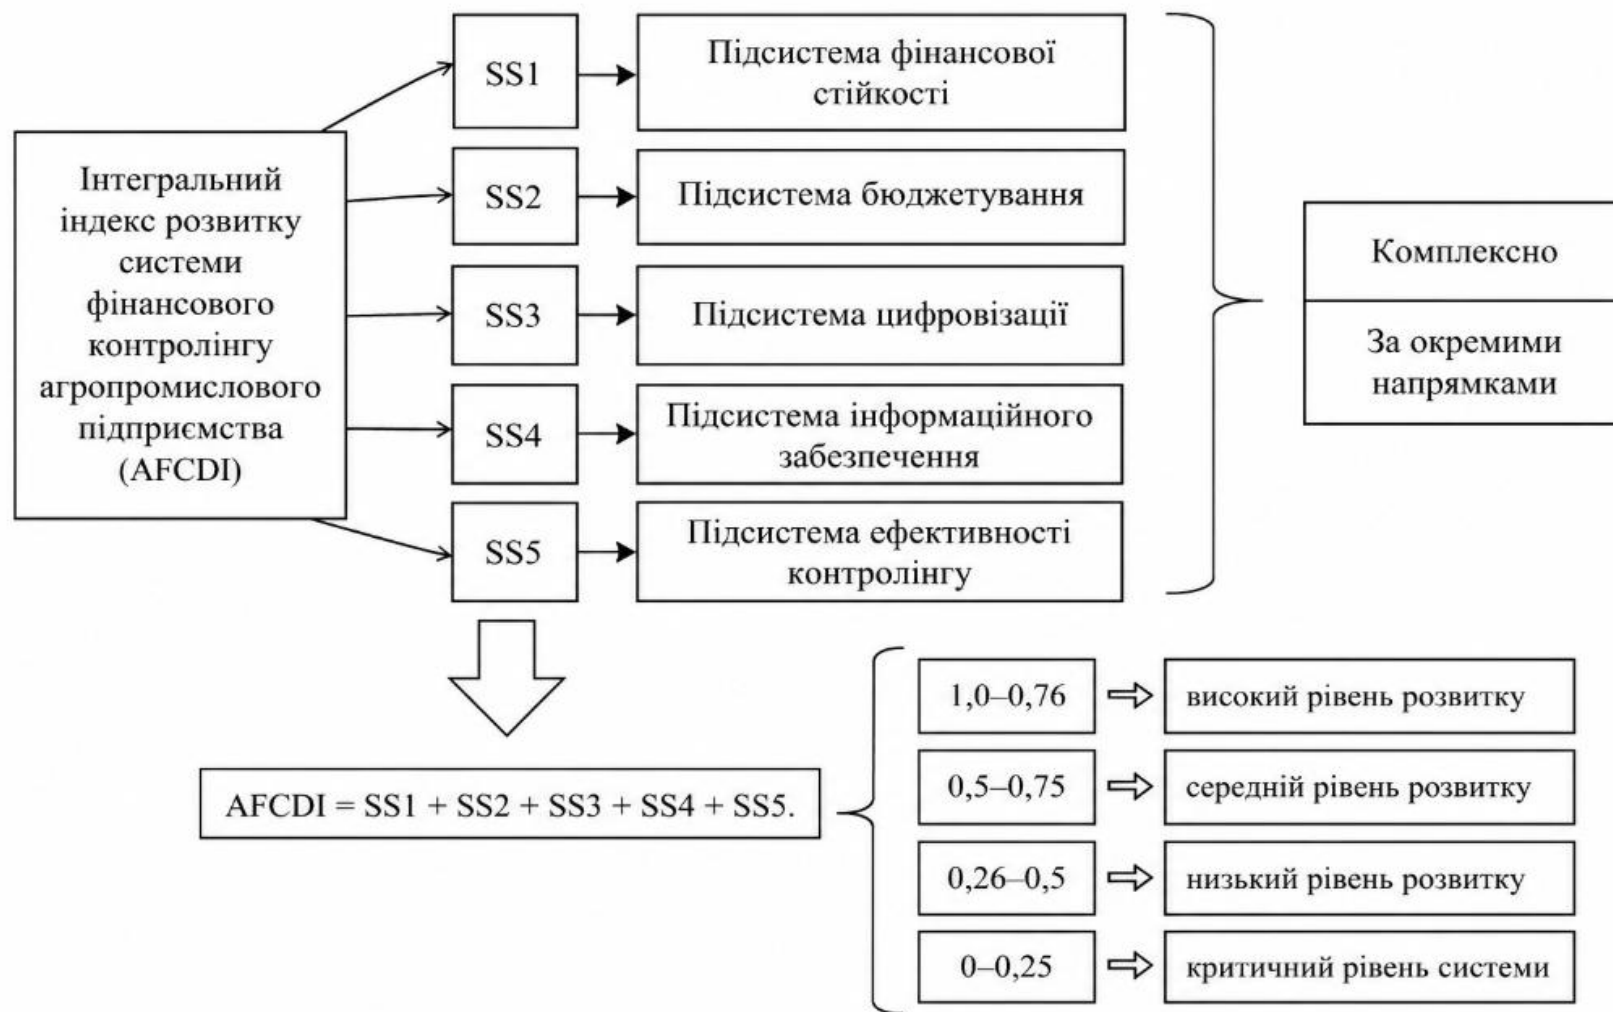 Інтегральний
індекс розвитку
системи
фінансового
контролінгу
агропромислового
підприємства
(AFCDI)
SS1
Підсистема фінансової
стійкості
SS2
Підсистема бюджетування
SS3
Підсистема цифровізації
SS4
Підсистема інформаційного
забезпечення
SS5
Підсистема ефективності
контролінгу
Комплексно
За окремими
напрямками
AFCDI = SS1 + SS2 + SS3 + SS4 + SS5.
1,0–0,76
високий рівень розвитку
0,5–0,75
середній рівень розвитку
0,26–0,5
низький рівень розвитку
0–0,25
критичний рівень системи